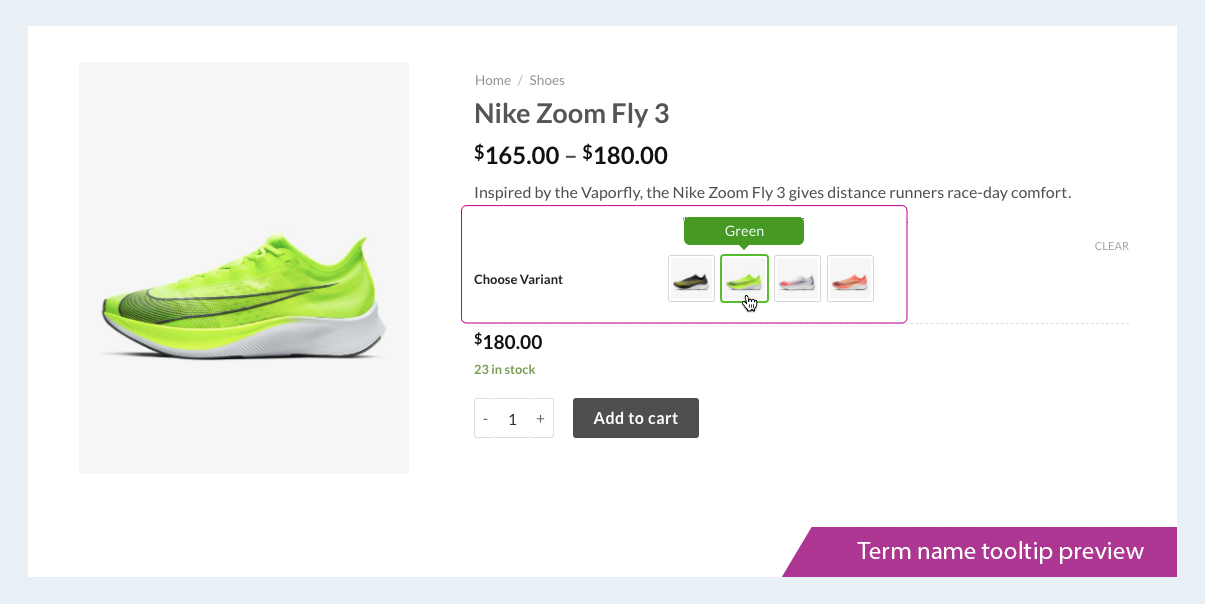 Home / Shoes
Nike Zoom Fly 3
$165.00 – $180.00
Inspired by the Vaporfly, the Nike Zoom Fly 3 gives distance runners race-day comfort.
Green
CLEAR
Choose Variant
$180.00
23 in stock
- 1 +
Add to cart
Term name tooltip preview